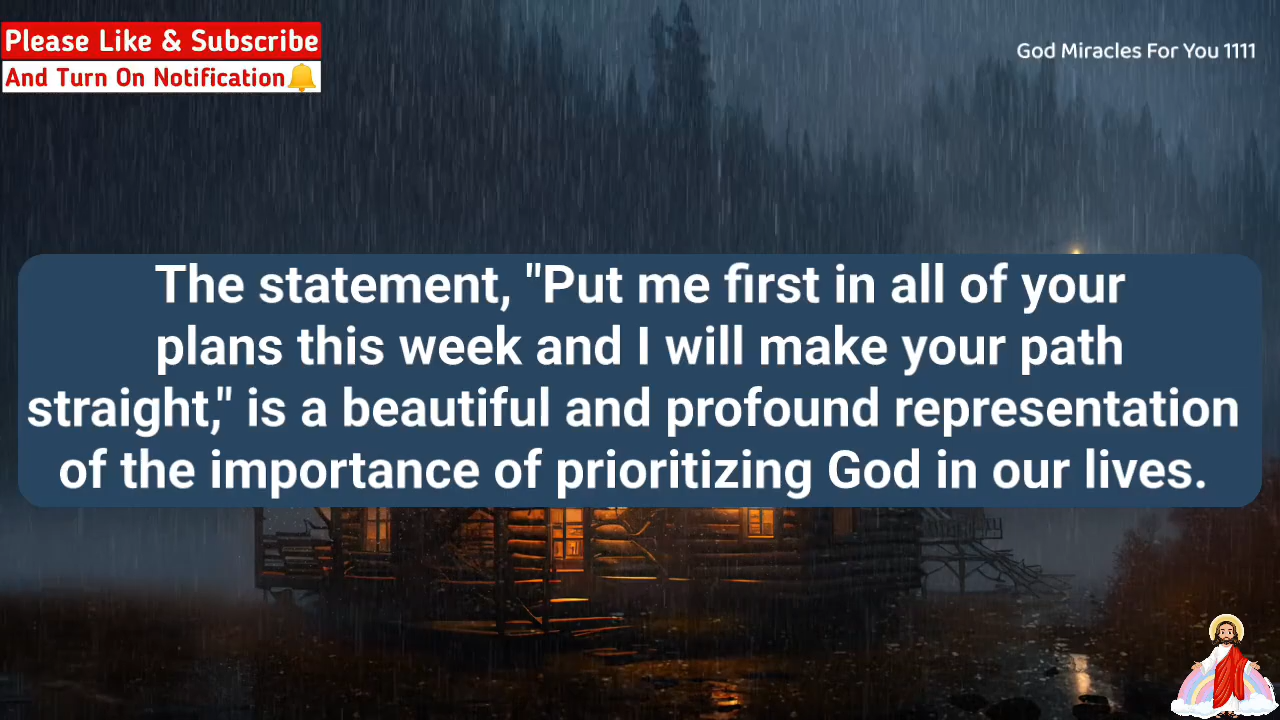 Please Like & Subscribe
And Turn On Notification
God Miracles For You 1111
The statement, "Put me first in all of your
plans this week and I will make your path
straight," is a beautiful and profound representation
of the importance of prioritizing God in our lives.